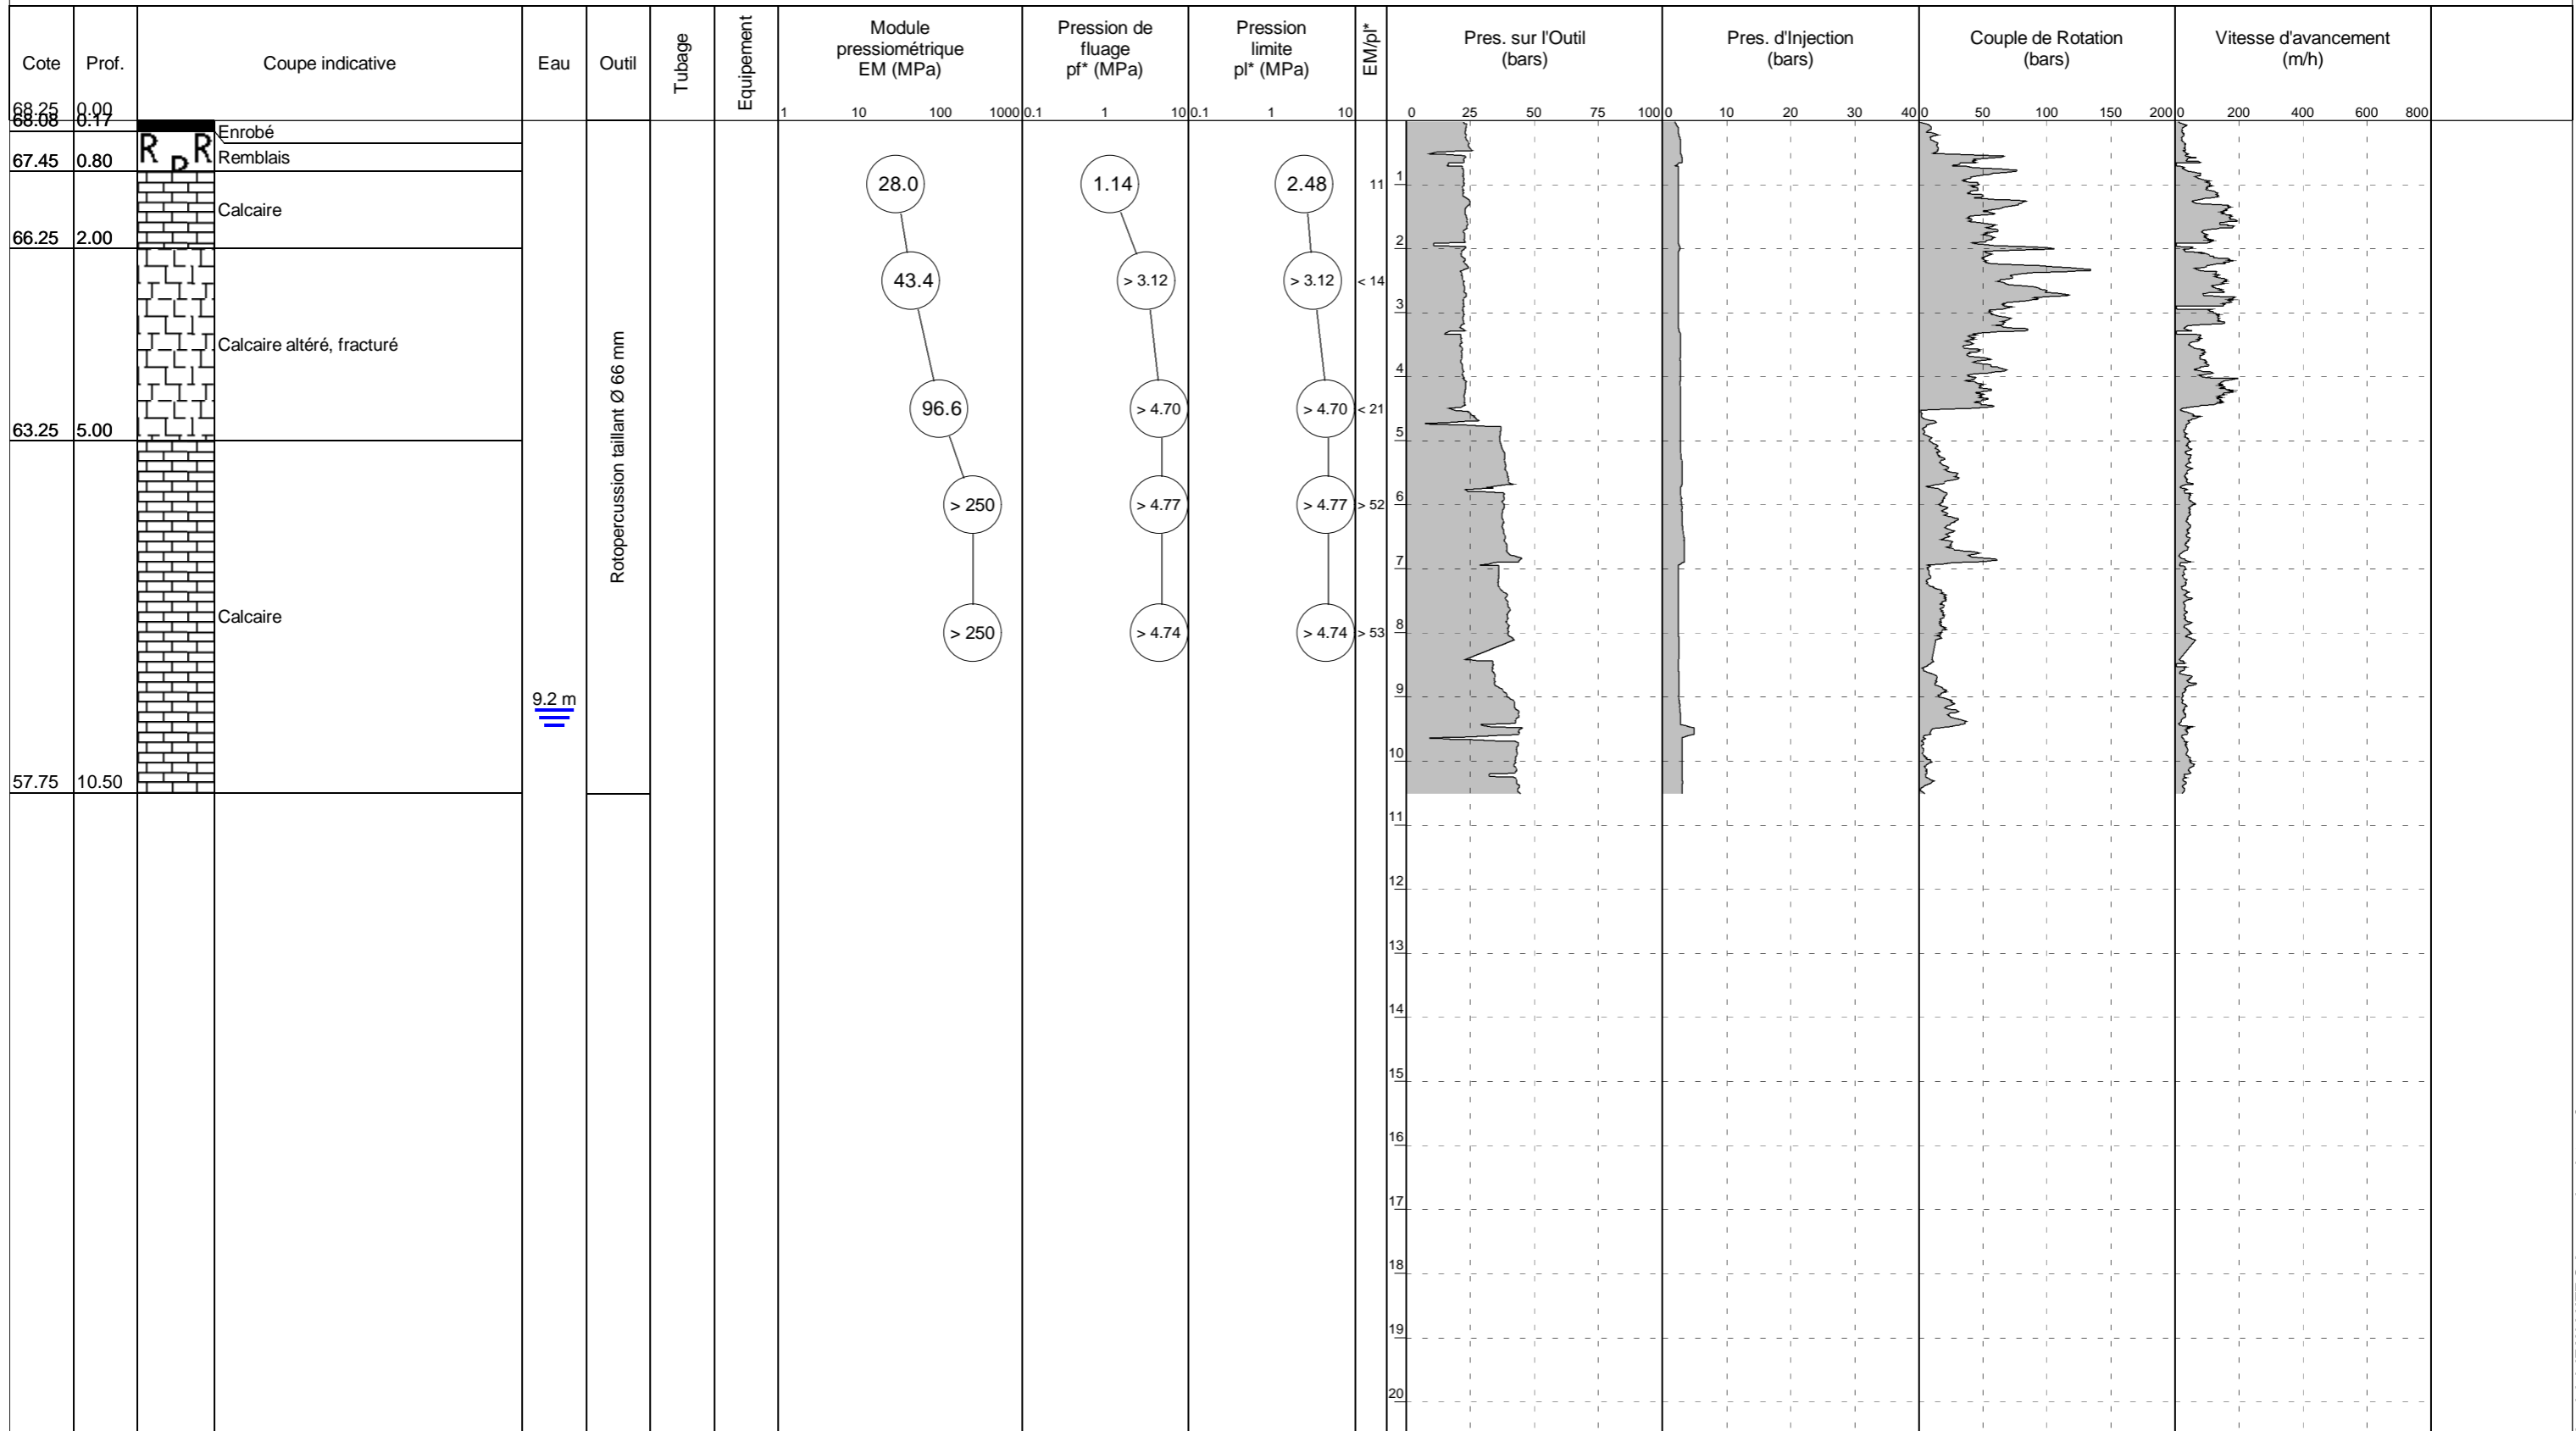 Cote
Prof.
Coupe indicative
Eau
Outil
Tubage
Equipement
Module
pressiométrique
EM (MPa)
Pression de
fluage
pf* (MPa)
Pression
limite
pl* (MPa)
EM/pl*
Pres. sur l'Outil
(bars)
Pres. d'Injection
(bars)
Couple de Rotation
(bars)
Vitesse d'avancement
(m/h)
1 10 100 1000
0.1 1 10
0.1 1 10
0 25 50 75 100
0 10 20 30 40
0 50 100 150 200
0 200 400 600 800
68.25 0.00
68.08 0.17
Enrobé
R R R
Remblais
67.45 0.80
Calcaire
66.25 2.00
Calcaire altéré, fracturé
63.25 5.00
Calcaire
57.75 10.50
9.2 m
Rotopercussion taillant Ø 66 mm
28.0 1.14 2.48 11
43.4 > 3.12 > 3.12 < 14
96.6 > 4.70 > 4.70 < 21
> 250 > 4.77 > 4.77 > 52
> 250 > 4.74 > 4.74 > 53
1
2
3
4
5
6
7
8
9
10
11
12
13
14
15
16
17
18
19
20